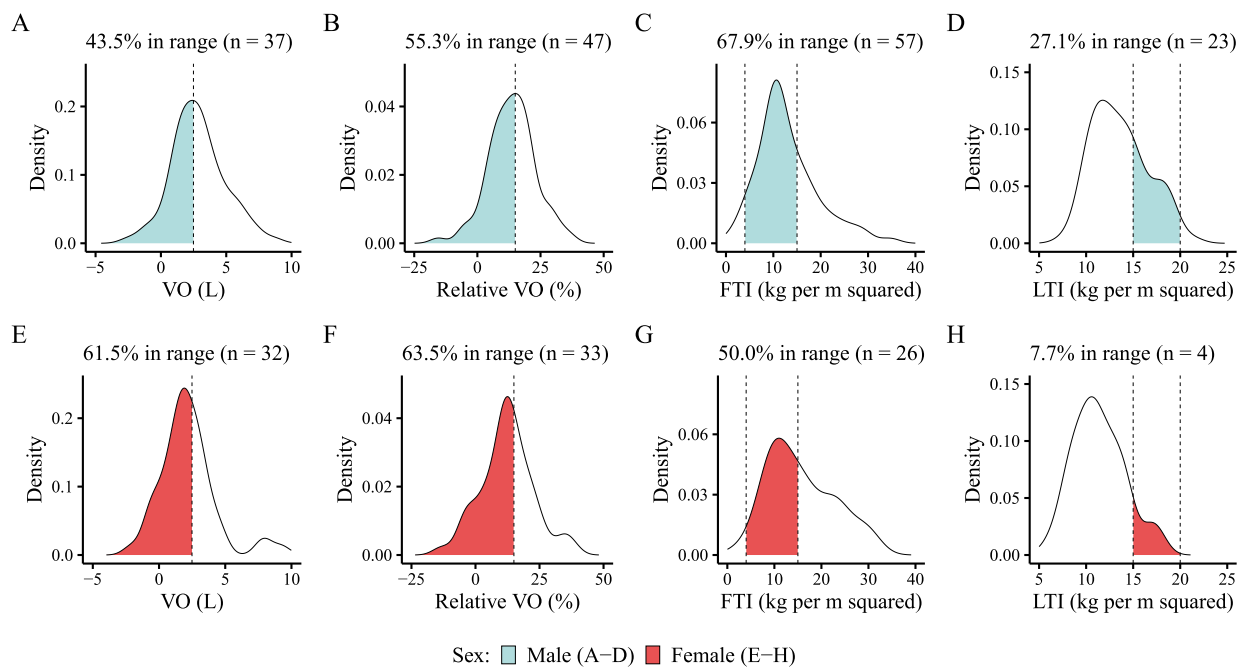 A
43.5% in range (n = 37)
Density
0.2
0.1
0.0
−5
0
5
10
VO (L)
B
55.3% in range (n = 47)
Density
0.04
0.02
0.00
−25
0
25
50
Relative VO (%)
C
67.9% in range (n = 57)
Density
0.06
0.03
0.00
0
10
20
30
40
FTI (kg per m squared)
D
27.1% in range (n = 23)
Density
0.15
0.10
0.05
0.00
5
10
15
20
25
LTI (kg per m squared)
E
61.5% in range (n = 32)
Density
0.2
0.1
0.0
−5
0
5
10
VO (L)
F
63.5% in range (n = 33)
Density
0.04
0.02
0.00
−25
0
25
50
Relative VO (%)
G
50.0% in range (n = 26)
Density
0.06
0.03
0.00
0
10
20
30
40
FTI (kg per m squared)
H
7.7% in range (n = 4)
Density
0.15
0.10
0.05
0.00
5
10
15
20
25
LTI (kg per m squared)
Sex: Male (A−D) Female (E−H)